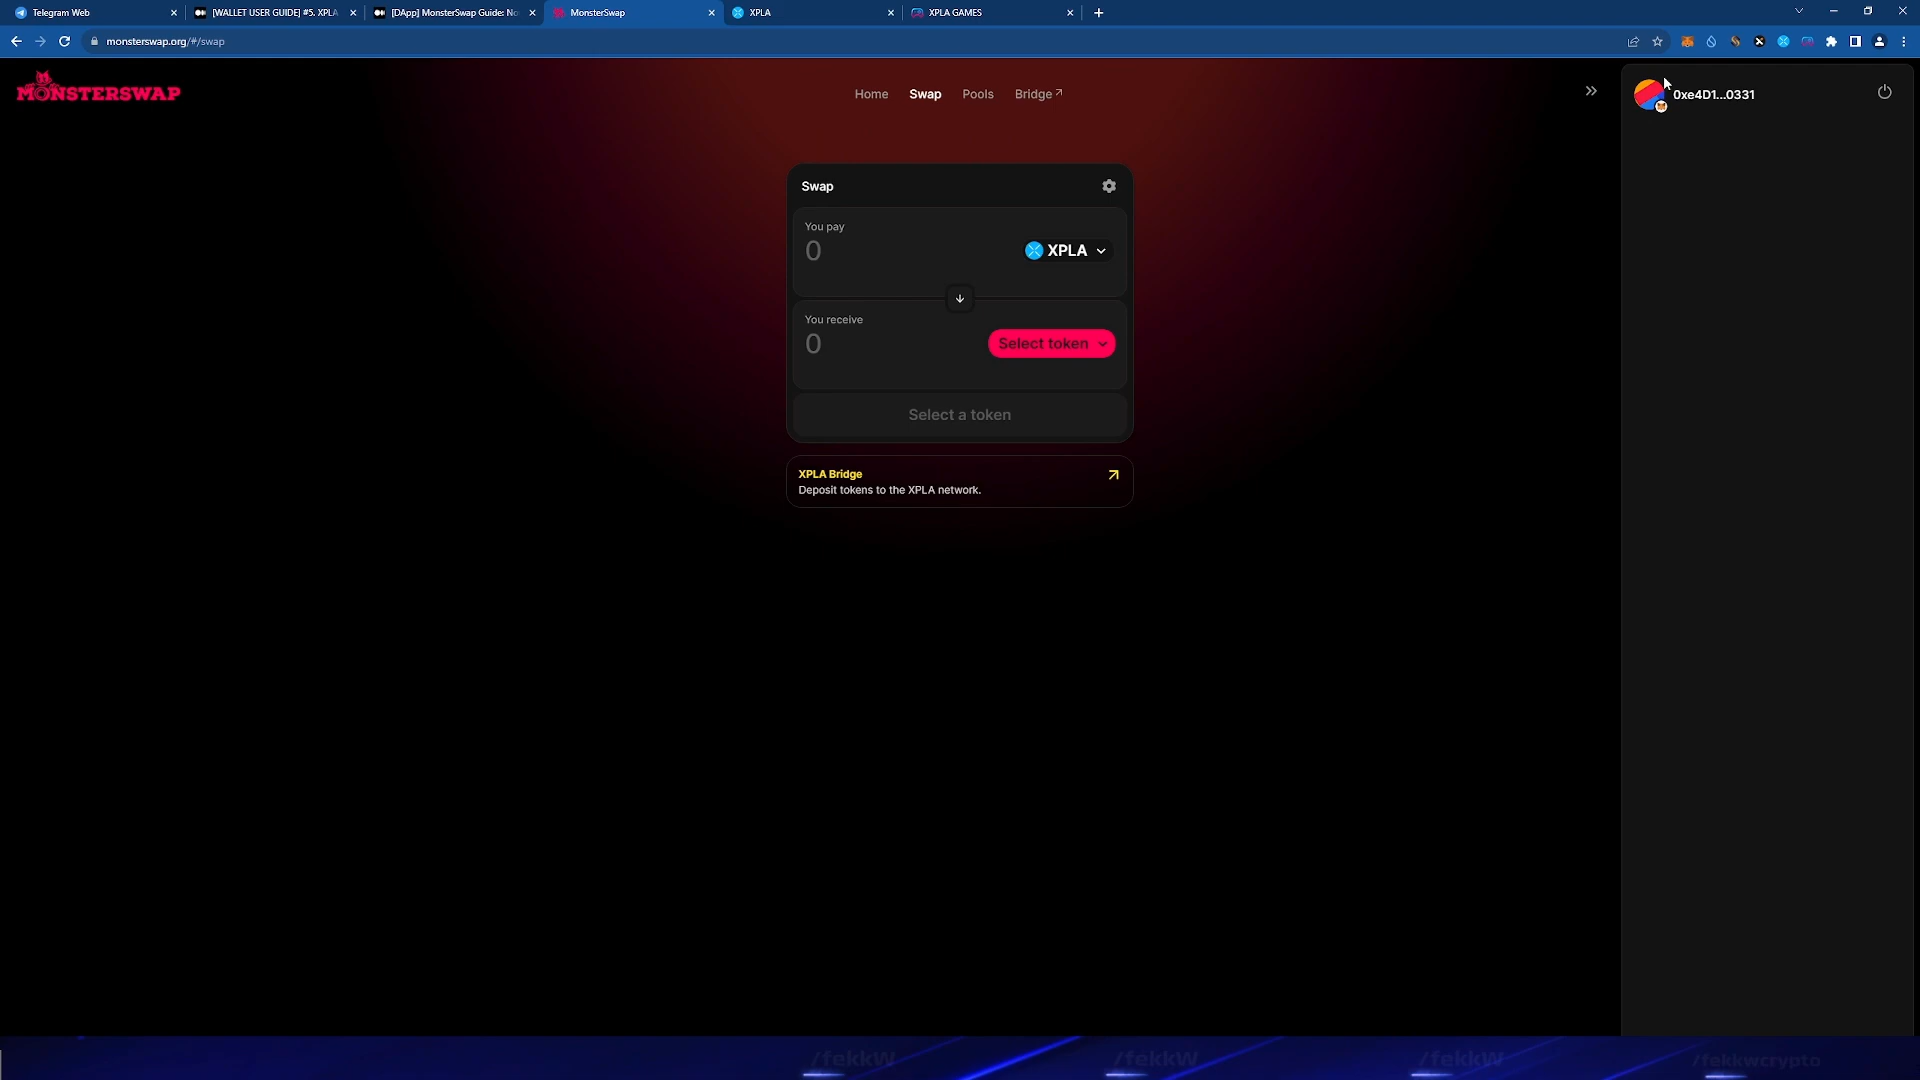 Telegram Web
[WALLET USER GUIDE] #5. XPLA
[DApp] MonsterSwap Guide: No
MonsterSwap
XPLA
XPLA GAMES
monsterswap.org/#/swap
MONSTERSWAP
Home
Swap
Pools
Bridge
0xe4D1...0331
Swap
You pay
0
XPLA
You receive
0
Select token
Select a token
XPLA Bridge
Deposit tokens to the XPLA network.
/fekkW
/fekkW
/fekkW
/fekkwcrypto